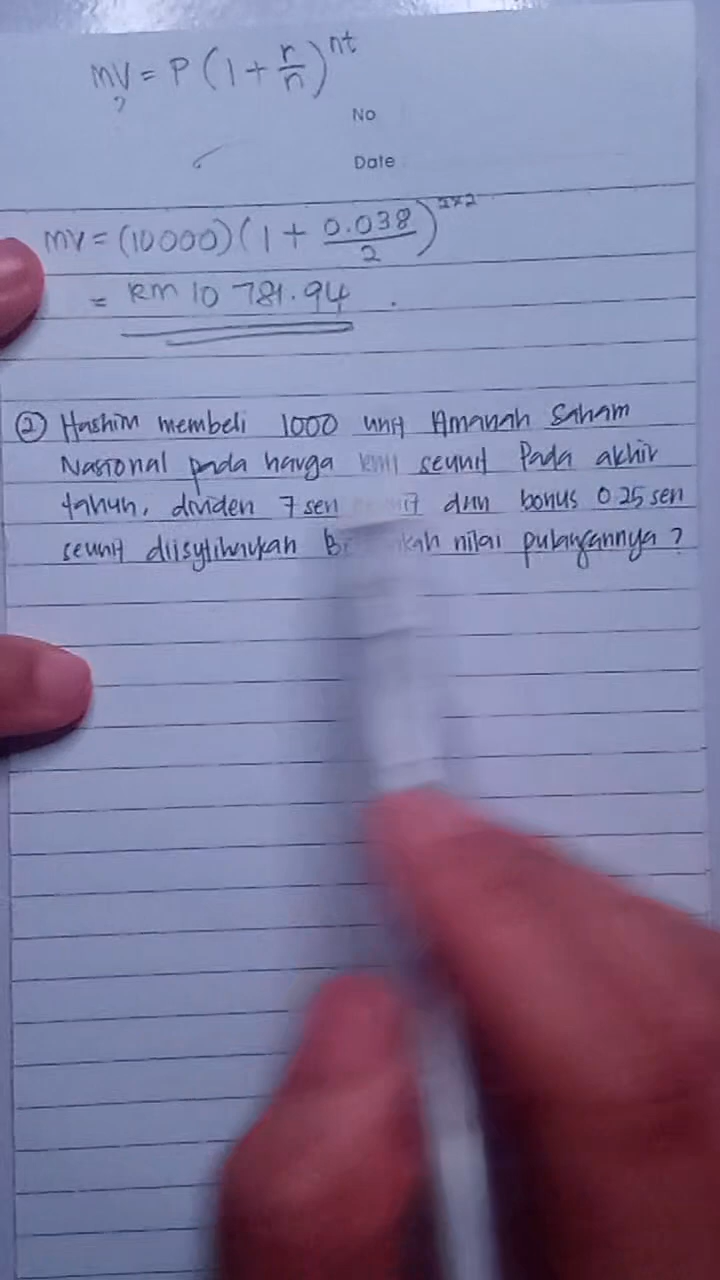 MV = P (1 + r/n)^nt
?
No
Date
MV = (10000)(1 + 0.038/2)^2×2
= RM 10 781.94 .
② Hashim membeli 1000 unit Amanah Saham
Nasional pada harga seunit Pada akhir
tahun, dividen 7 sen dan bonus 0.25 sen
seunit diisytiharkan nilai pulangannya ?